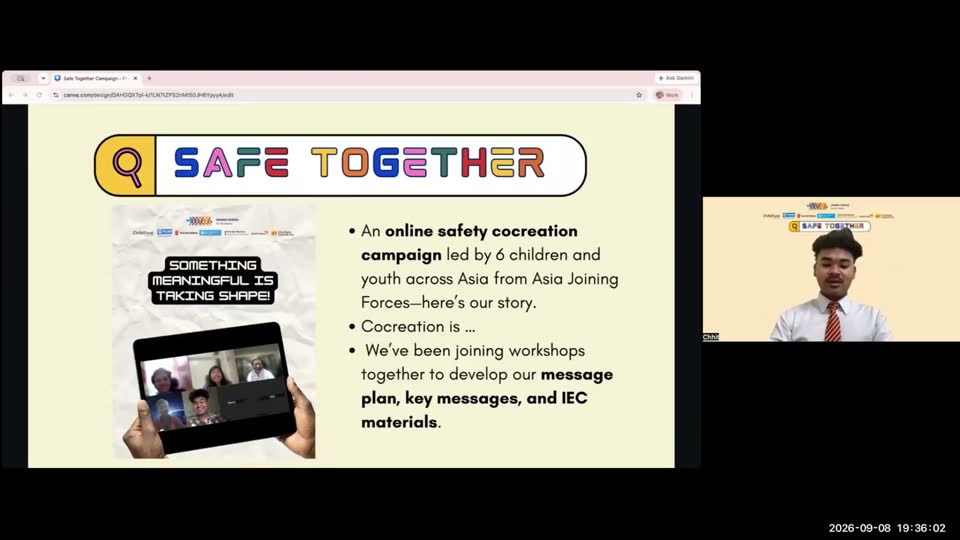 Safe Together Campaign - P
Ask Gemini
canva.com/design/
/edit
Work
SAFE TOGETHER
ChildFund
SOMETHING
MEANINGFUL IS
TAKING SHAPE!
• An online safety cocreation
campaign led by 6 children and
youth across Asia from Asia Joining
Forces—here's our story.
• Cocreation is ...
• We've been joining workshops
together to develop our message
plan, key messages, and IEC
materials.
SAFE TOGETHER
Chhit
2026-09-08 19:36:02